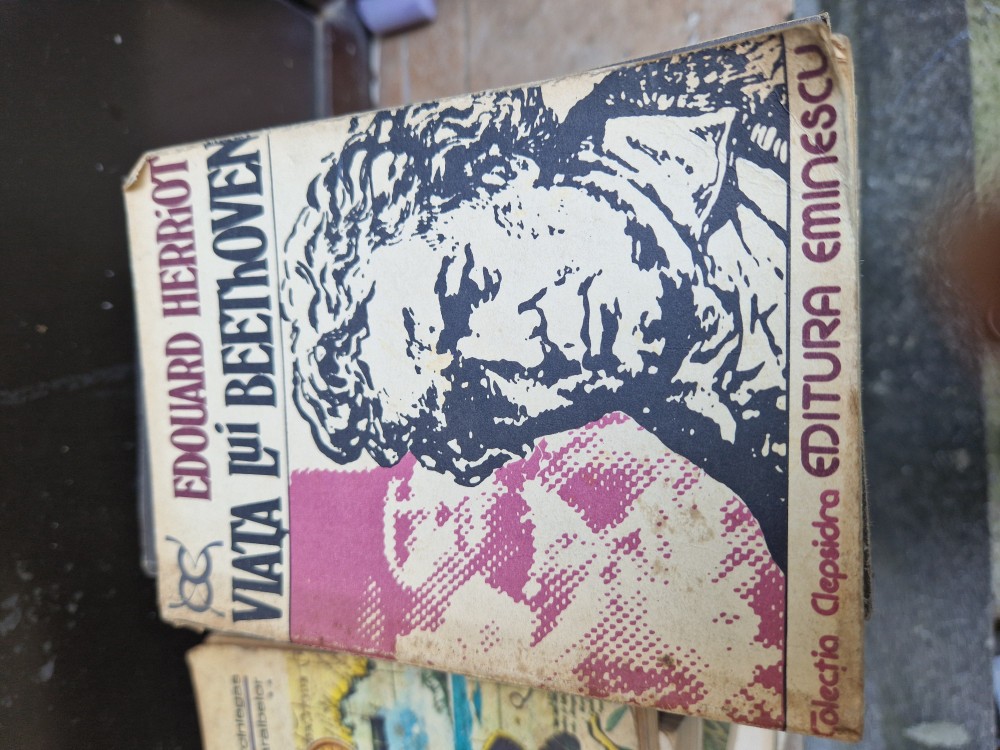 EDOUARD HERRIOT
VIAȚA Lui BEEThOVEN
Colecția Clepsidra EDITURA EMINESCU